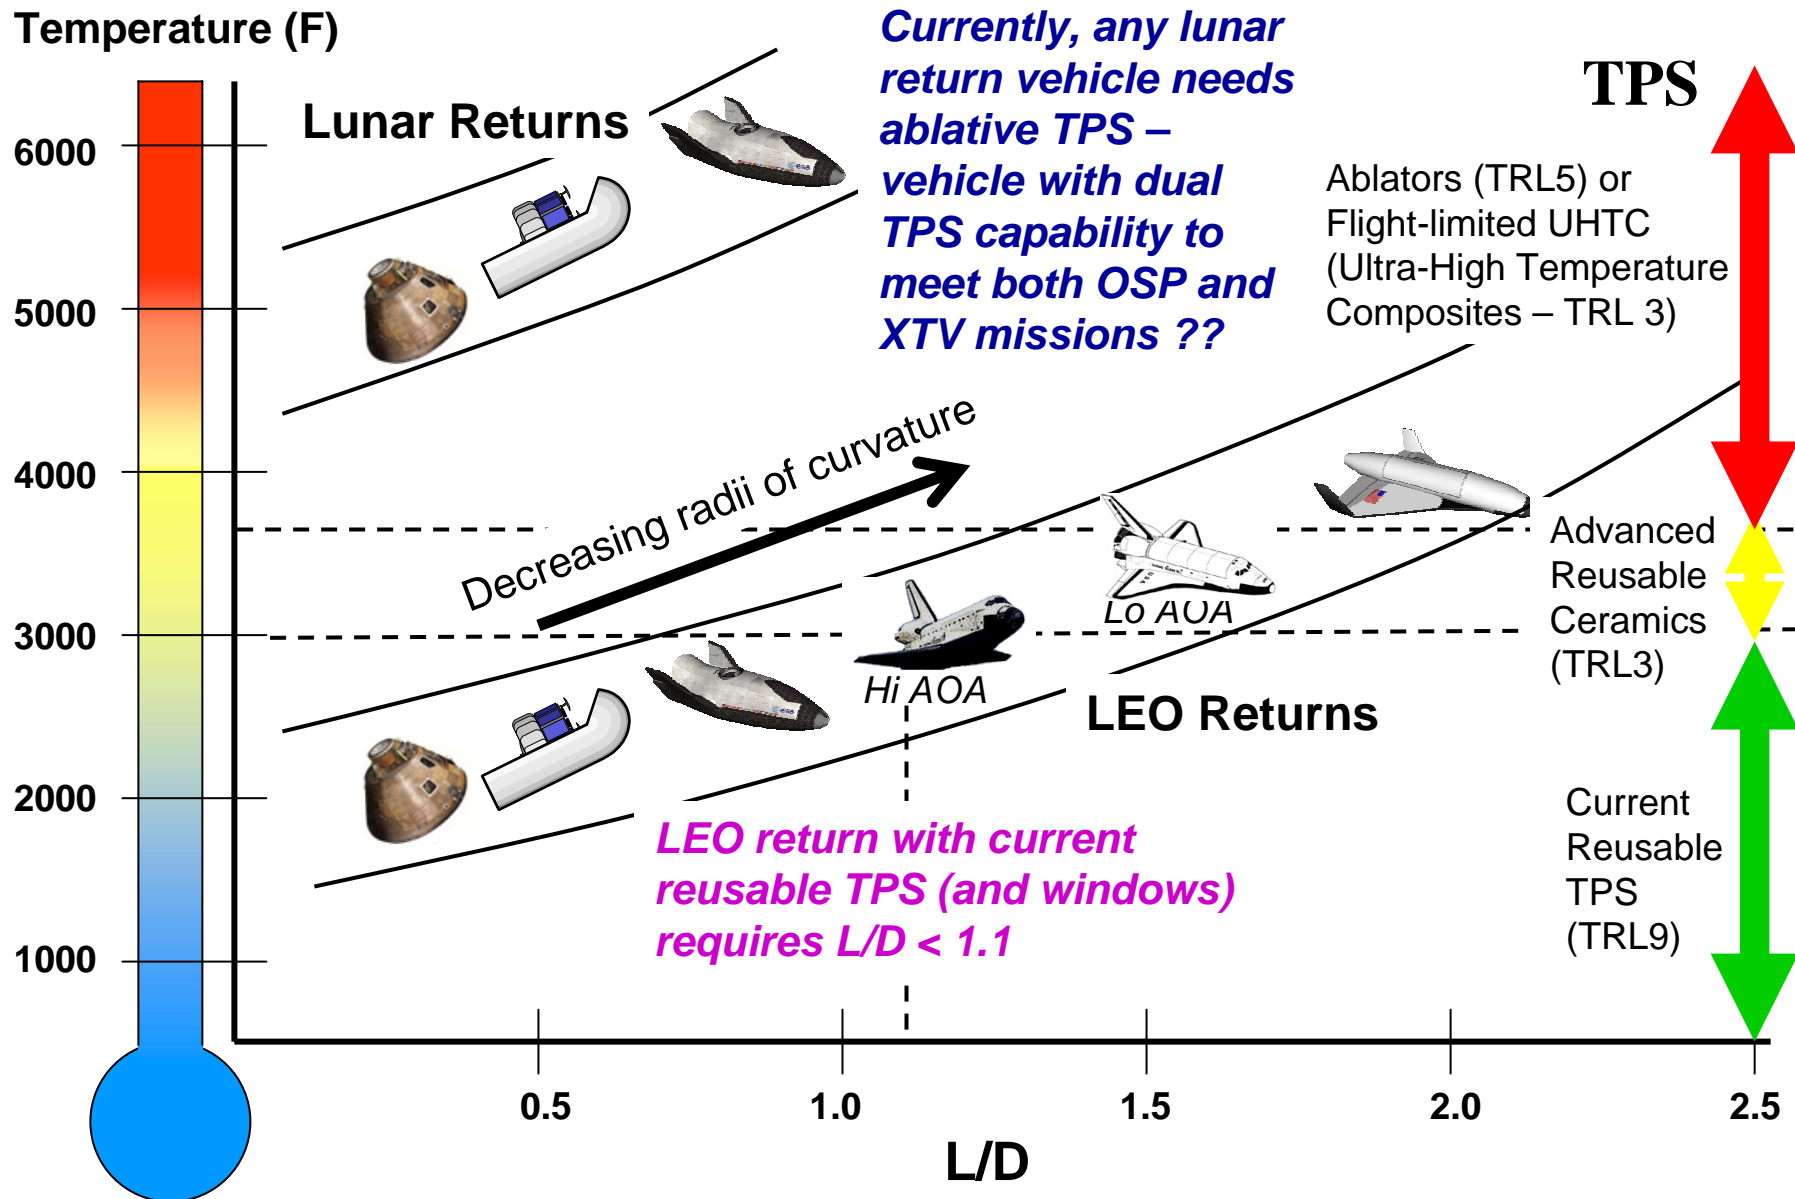 Temperature (F)
Currently, any lunar
return vehicle needs
ablative TPS –
vehicle with dual
TPS capability to
meet both OSP and
XTV missions ??
TPS
Lunar Returns
6000
5000
4000
3000
2000
1000
Ablators (TRL5) or
Flight-limited UHTC
(Ultra-High Temperature
Composites – TRL 3)
Decreasing radii of curvature
Advanced
Reusable
Ceramics
(TRL3)
Lo AOA
Hi AOA
LEO Returns
Current
Reusable
TPS
(TRL9)
LEO return with current
reusable TPS (and windows)
requires L/D < 1.1
0.5
1.0
1.5
2.0
2.5
L/D